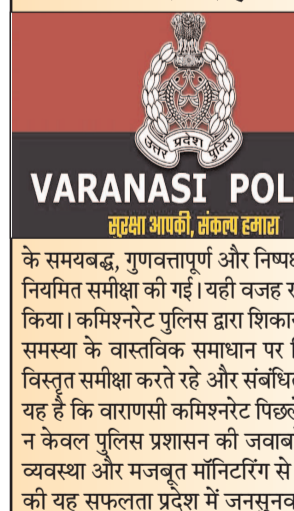 उत्तर प्रदेश पुलिस
VARANASI POL
सुरक्षा आपकी, संकल्प हमारा
के समयबद्ध, गुणवत्तापूर्ण और निष्पक्ष
नियमित समीक्षा की गई। यही वजह र
किया। कमिश्नरेट पुलिस द्वारा शिकाय
समस्या के वास्तविक समाधान पर
विस्तृत समीक्षा करते रहे और संबंधित
यह है कि वाराणसी कमिश्नरेट पिछले
न केवल पुलिस प्रशासन की जवाब
व्यवस्था और मजबूत मॉनिटरिंग से
की यह सफलता प्रदेश में जनसुनव